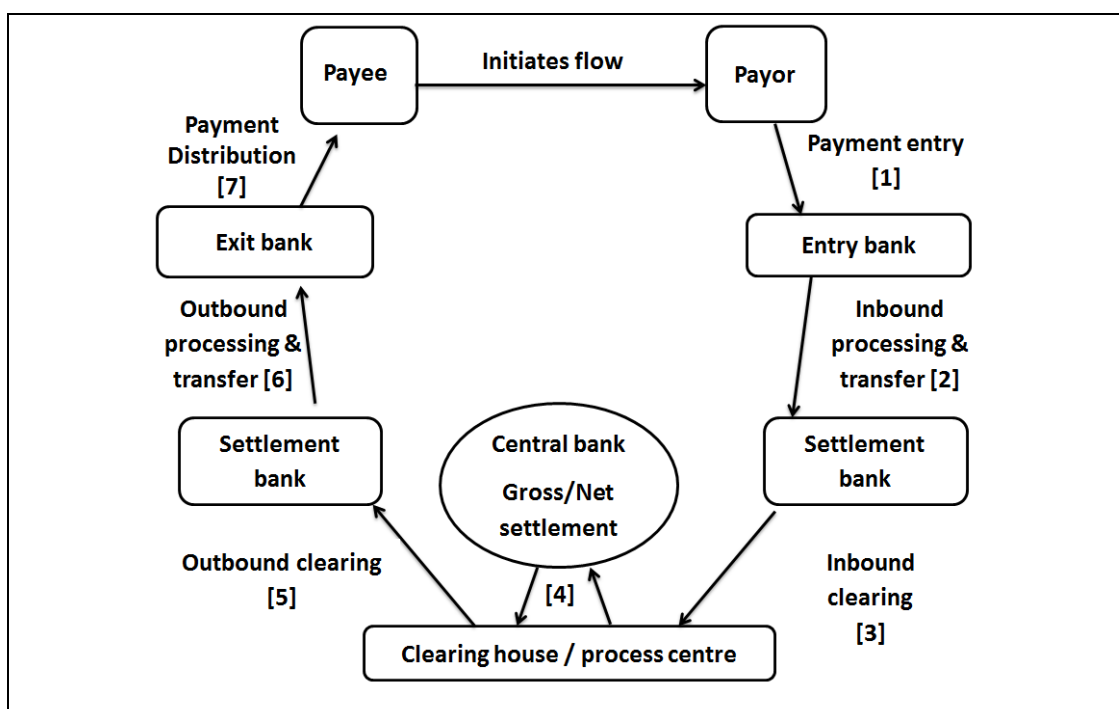 Payee
Initiates flow
Payor
Payment
Distribution
[7]
Payment entry
[1]
Exit bank
Entry bank
Outbound
processing &
transfer [6]
Inbound
processing &
transfer [2]
Settlement
bank
Central bank
Gross/Net
settlement
Settlement
bank
Outbound clearing
[5]
[4]
Inbound
clearing
[3]
Clearing house / process centre